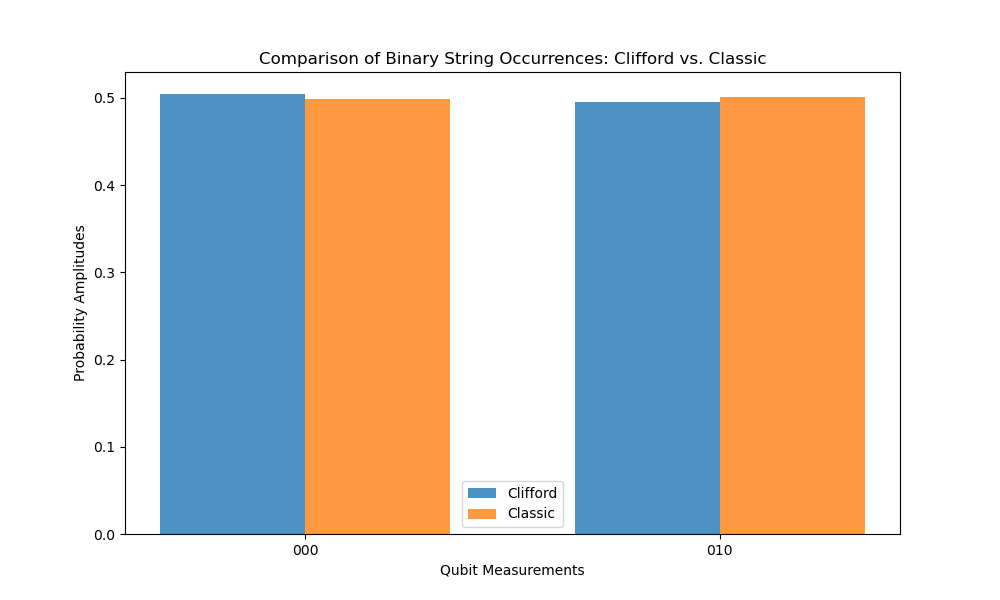 Comparison of Binary String Occurrences: Clifford vs. Classic
Probability Amplitudes
0.5
0.4
0.3
0.2
0.1
0.0
Clifford
Classic
000
010
Qubit Measurements